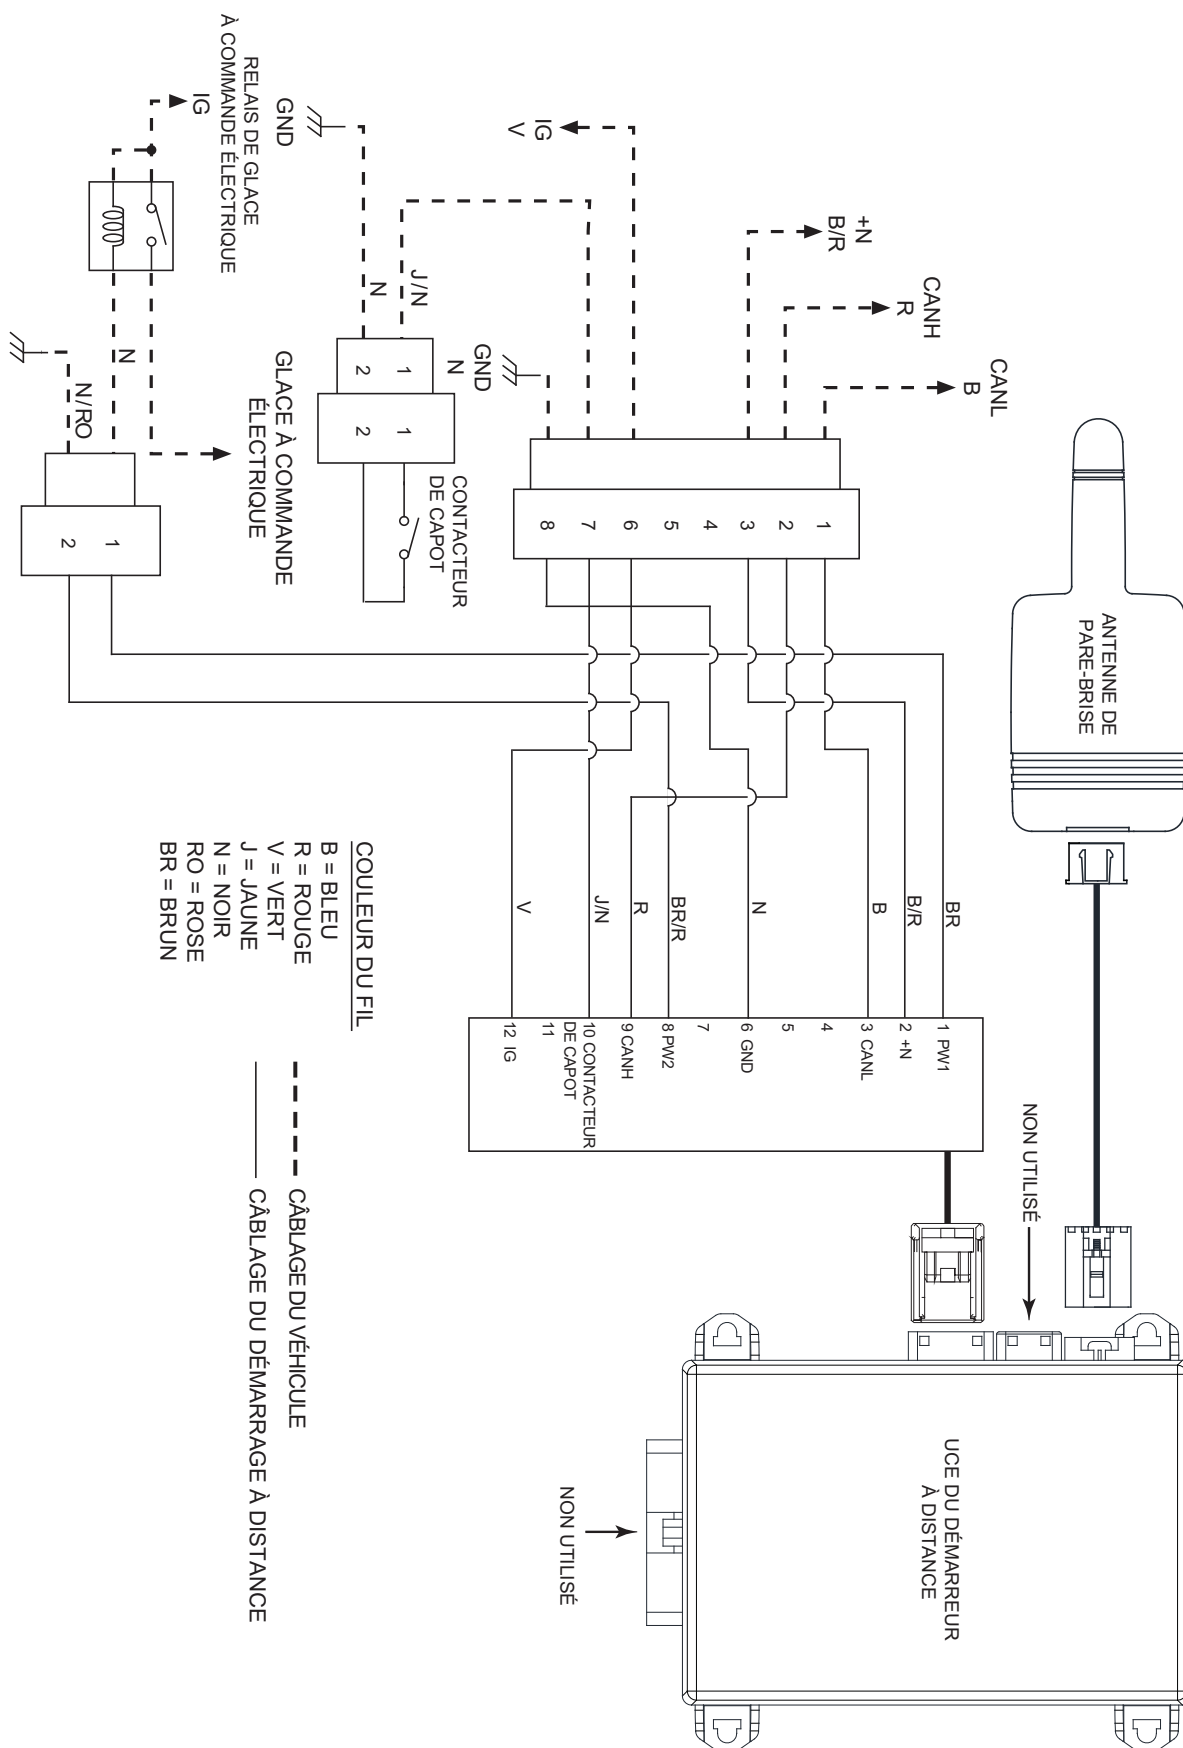 ANTENNE DE
PARE-BRISE
NON UTILISÉ
UCE DU DÉMARREUR
À DISTANCE
NON UTILISÉ
CANL
B
CANH
R
+N
B/R
IG
V
GND
N
1
2
3
4
5
6
7
8
BR
B/R
B
N
BR/R
R
J/N
V
1 PW1
2 +N
3 CANL
4
5
6 GND
7
8 PW2
9 CANH
10 CONTACTEUR
DE CAPOT
11
12 IG
J/N
N
GND
1
2
1
2
CONTACTEUR
DE CAPOT
RELAIS DE GLACE
À COMMANDE ÉLECTRIQUE
IG
GLACE À COMMANDE
ÉLECTRIQUE
N
N/RO
1
2
COULEUR DU FIL
B = BLEU
R = ROUGE
V = VERT
J = JAUNE
N = NOIR
RO = ROSE
BR = BRUN
CÂBLAGE DU VÉHICULE
CÂBLAGE DU DÉMARRAGE À DISTANCE